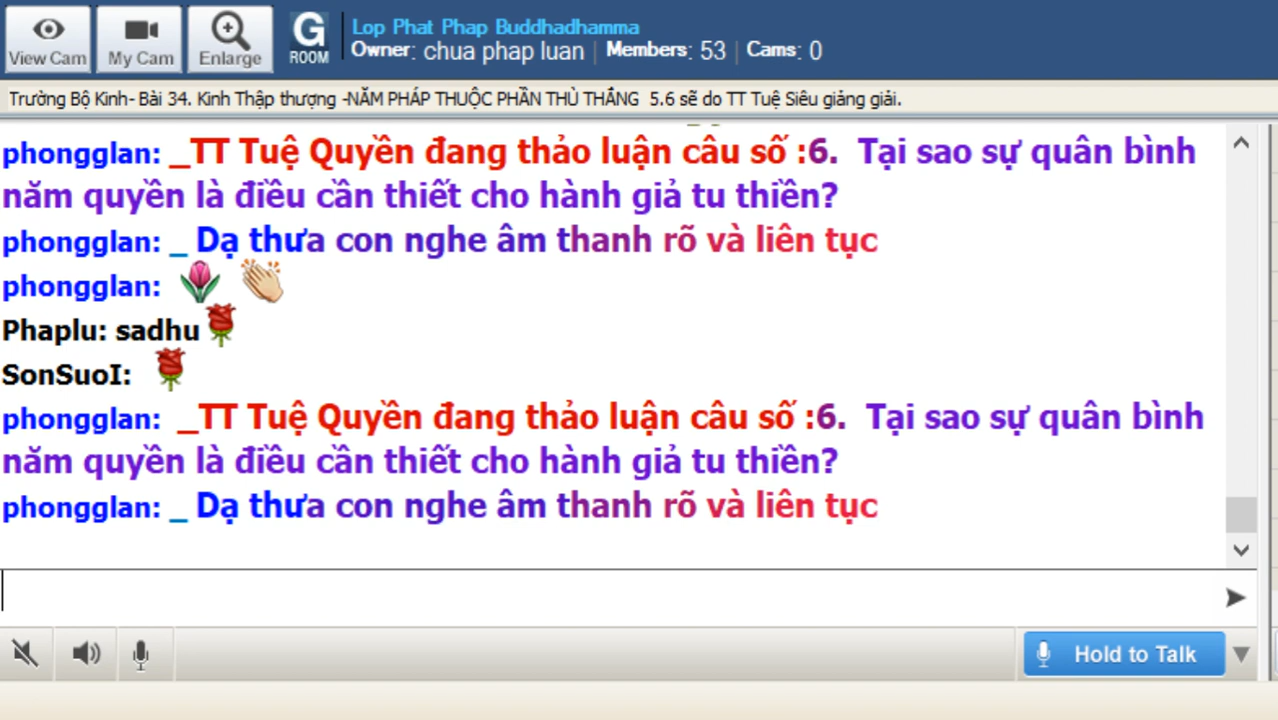 View Cam
My Cam
Enlarge
G
ROOM
Lop Phat Phap Buddhadhamma
Owner: chua phap luan | Members: 53 | Cams: 0
Trường Bộ Kinh- Bài 34. Kinh Thập thượng -NĂM PHÁP THUỘC PHẦN THÙ THẮNG 5.6 sẽ do TT Tuệ Siêu giảng giải.
phongglan: _TT Tuệ Quyền đang thảo luận câu số :6. Tại sao sự quân bình
năm quyền là điều cần thiết cho hành giả tu thiền?
phongglan: _ Dạ thưa con nghe âm thanh rõ và liên tục
phongglan:
Phaplu: sadhu
SonSuoI:
phongglan: _TT Tuệ Quyền đang thảo luận câu số :6. Tại sao sự quân bình
năm quyền là điều cần thiết cho hành giả tu thiền?
phongglan: _ Dạ thưa con nghe âm thanh rõ và liên tục
Hold to Talk